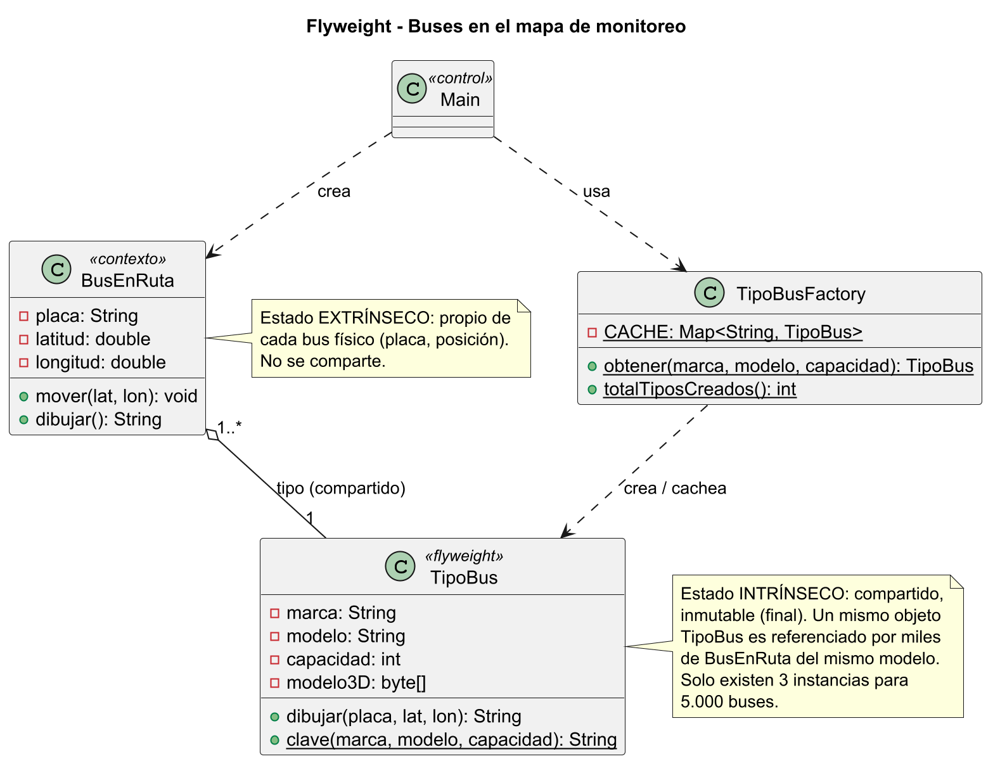 Flyweight - Buses en el mapa de monitoreo
C
«control»
Main
crea
usa
C
«contexto»
BusEnRuta
placa: String
latitud: double
longitud: double
mover(lat, lon): void
dibujar(): String
Estado EXTRÍNSECO: propio de
cada bus físico (placa, posición).
No se comparte.
C
TipoBusFactory
CACHE: Map<String, TipoBus>
obtener(marca, modelo, capacidad): TipoBus
totalTiposCreados(): int
1..*
tipo (compartido)
1
crea / cachea
C
«flyweight»
TipoBus
marca: String
modelo: String
capacidad: int
modelo3D: byte[]
dibujar(placa, lat, lon): String
clave(marca, modelo, capacidad): String
Estado INTRÍNSECO: compartido,
inmutable (final). Un mismo objeto
TipoBus es referenciado por miles
de BusEnRuta del mismo modelo.
Solo existen 3 instancias para
5.000 buses.